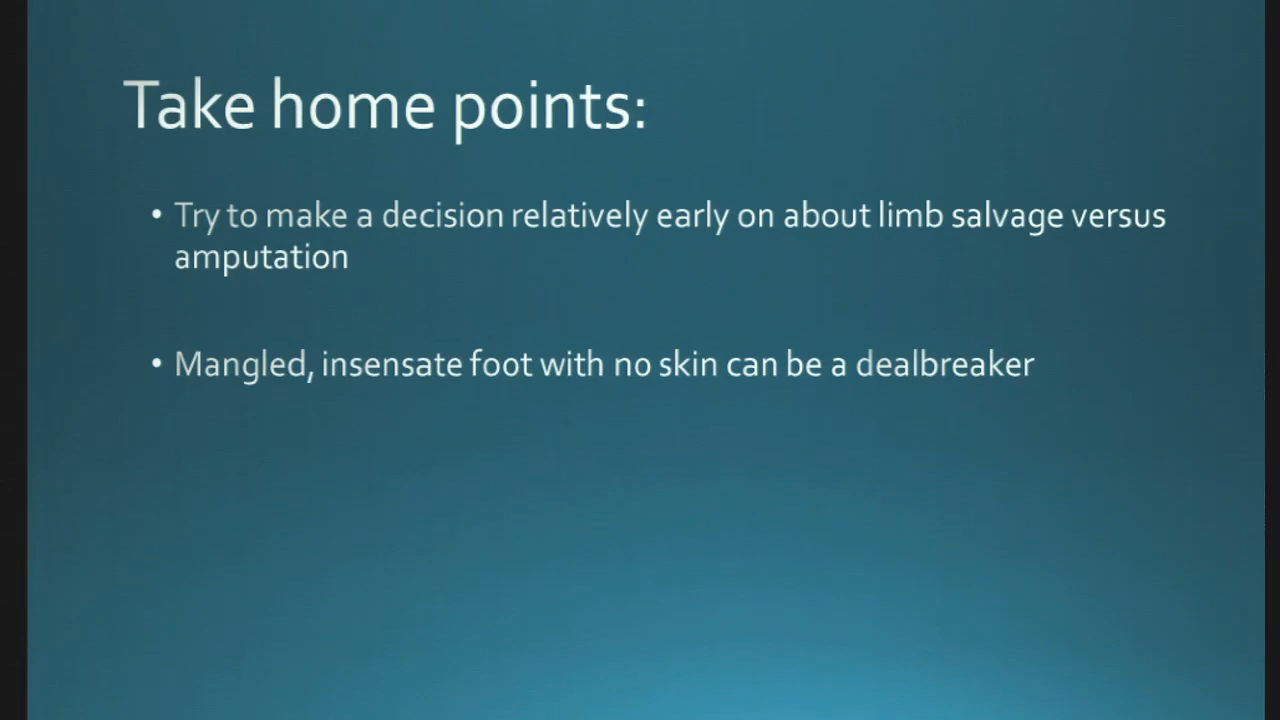 Take home points:
• Try to make a decision relatively early on about limb salvage versus
amputation
• Mangled, insensate foot with no skin can be a dealbreaker